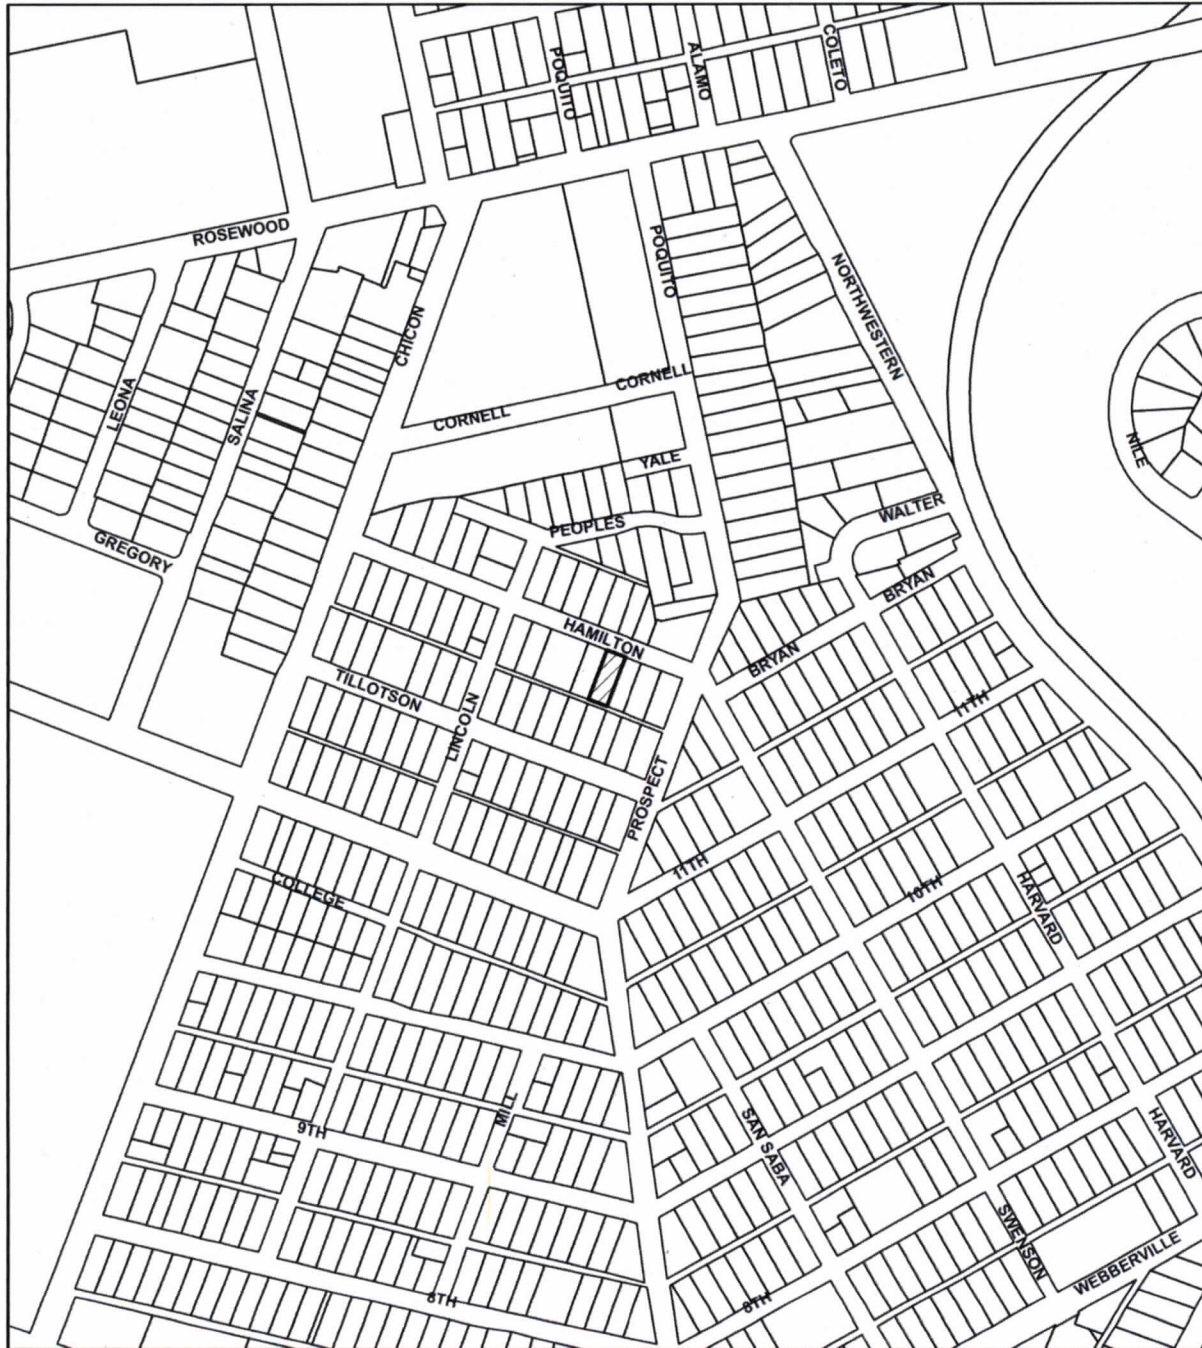 POQUITO
ALAMO
COLETO
ROSEWOOD
POQUITO
NORTHWESTERN
CHICON
CORNELL
CORNELL
LEONA
SALINA
NILE
YALE
WALTER
PEOPLES
GREGORY
BRYAN
HAMILTON
BRYAN
TILLOTSON
LINCOLN
11TH
PROSPECT
11TH
COLLEGE
10TH
HARVARD
MILL
9TH
SAN SABA
HARVARD
SWENSON
WEBBERVILLE
8TH
8TH